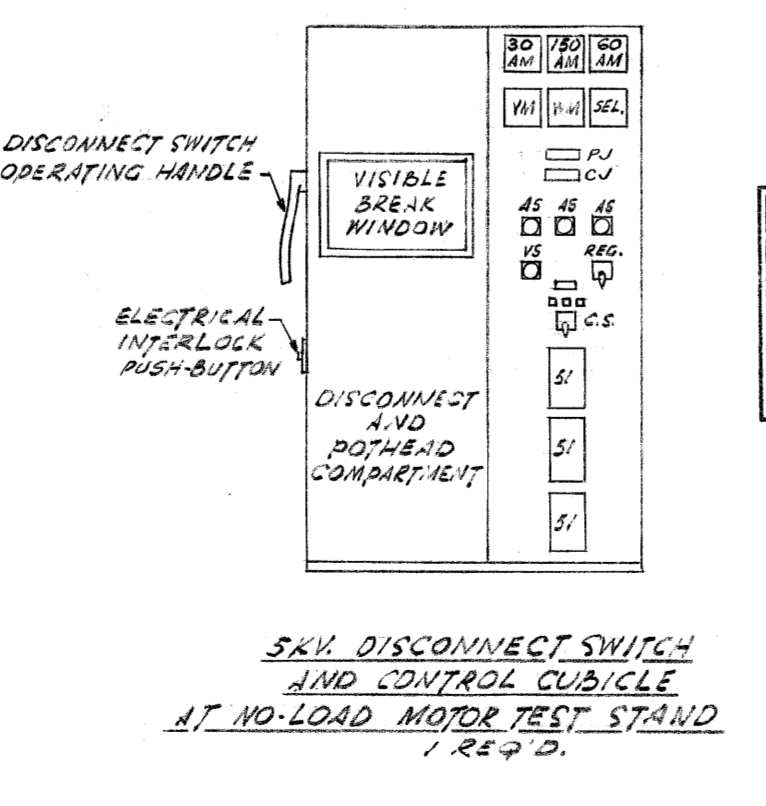 30 AM 150 AM 60 AM
VM WM SEL.
DISCONNECT SWITCH
OPERATING HANDLE
VISIBLE
BREAK
WINDOW
PJ
CJ
AS AS AS
VS REG.
C.S.
ELECTRICAL
INTERLOCK
PUSH-BUTTON
DISCONNECT
AND
POTHEAD
COMPARTMENT
51
51
51
5KV. DISCONNECT SWITCH
AND CONTROL CUBICLE
AT NO-LOAD MOTOR TEST STAND
1 REQ'D.